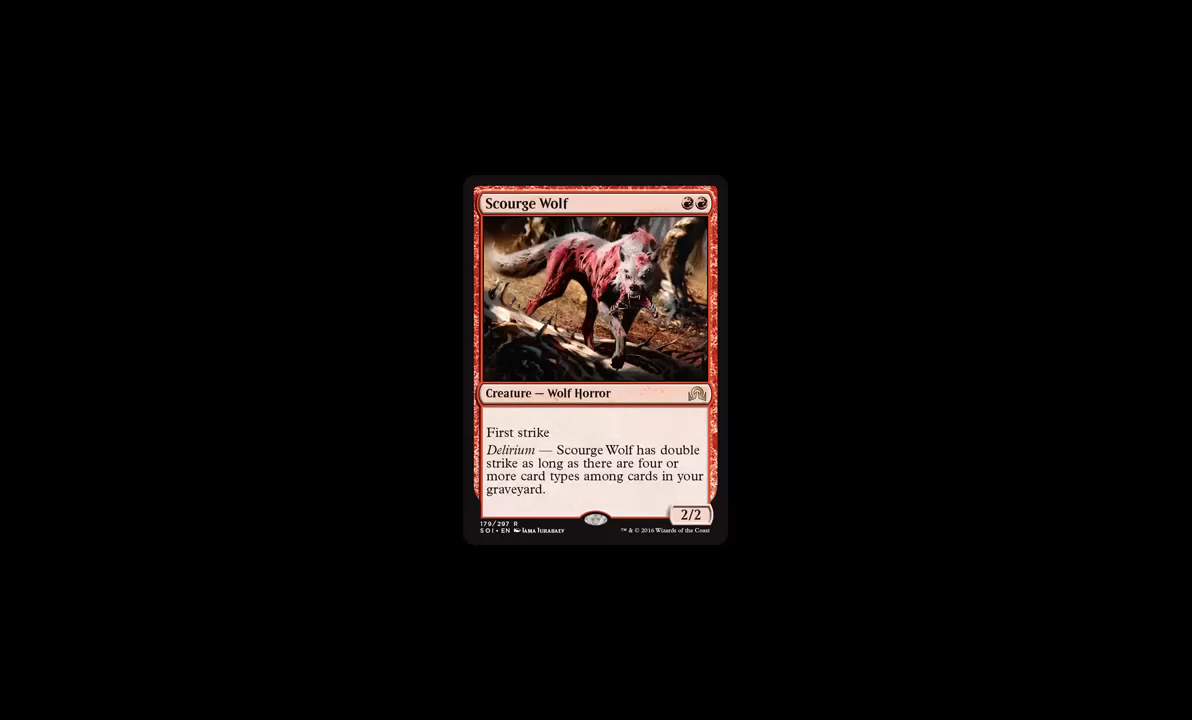 Scourge Wolf
Creature — Wolf Horror
First strike
Delirium — Scourge Wolf has double
strike as long as there are four or
more card types among cards in your
graveyard.
2/2
179/297 R
SOI • EN Jama Jurabaev
™ & © 2016 Wizards of the Coast